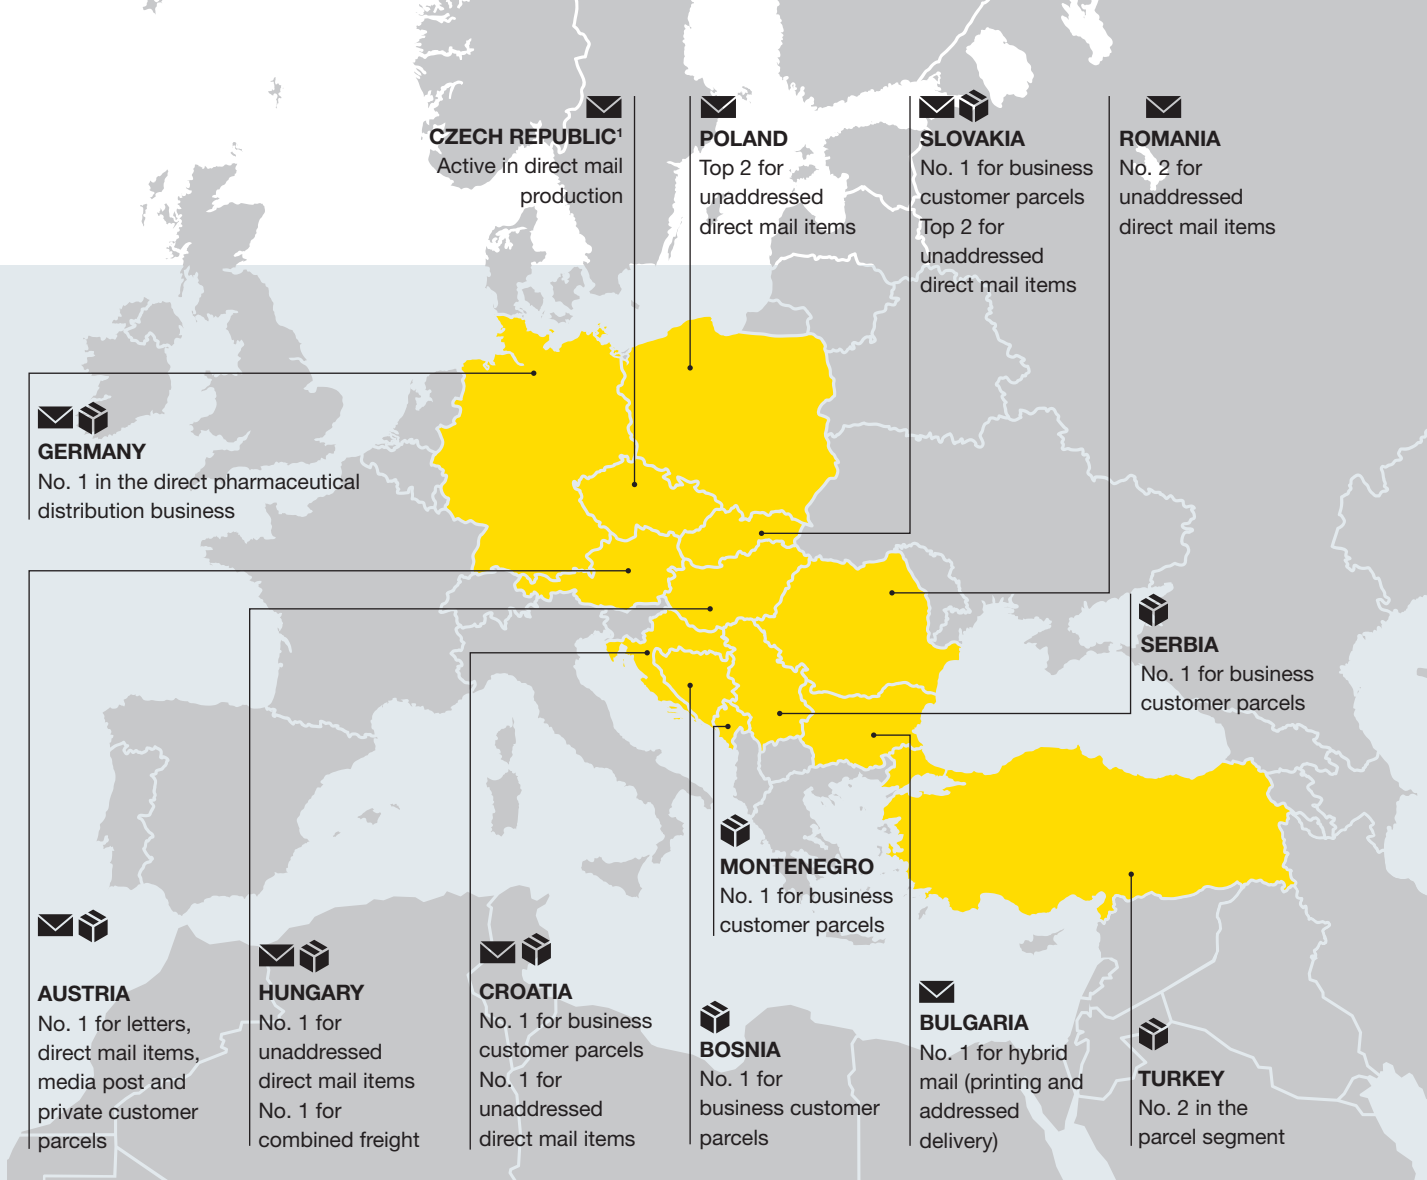 CZECH REPUBLIC¹
Active in direct mail
production
POLAND
Top 2 for
unaddressed
direct mail items
SLOVAKIA
No. 1 for business
customer parcels
Top 2 for
unaddressed
direct mail items
ROMANIA
No. 2 for
unaddressed
direct mail items
GERMANY
No. 1 in the direct pharmaceutical
distribution business
SERBIA
No. 1 for business
customer parcels
MONTENEGRO
No. 1 for business
customer parcels
AUSTRIA
No. 1 for letters,
direct mail items,
media post and
private customer
parcels
HUNGARY
No. 1 for
unaddressed
direct mail items
No. 1 for
combined freight
CROATIA
No. 1 for business
customer parcels
No. 1 for
unaddressed
direct mail items
BOSNIA
No. 1 for
business customer
parcels
BULGARIA
No. 1 for hybrid
mail (printing and
addressed
delivery)
TURKEY
No. 2 in the
parcel segment